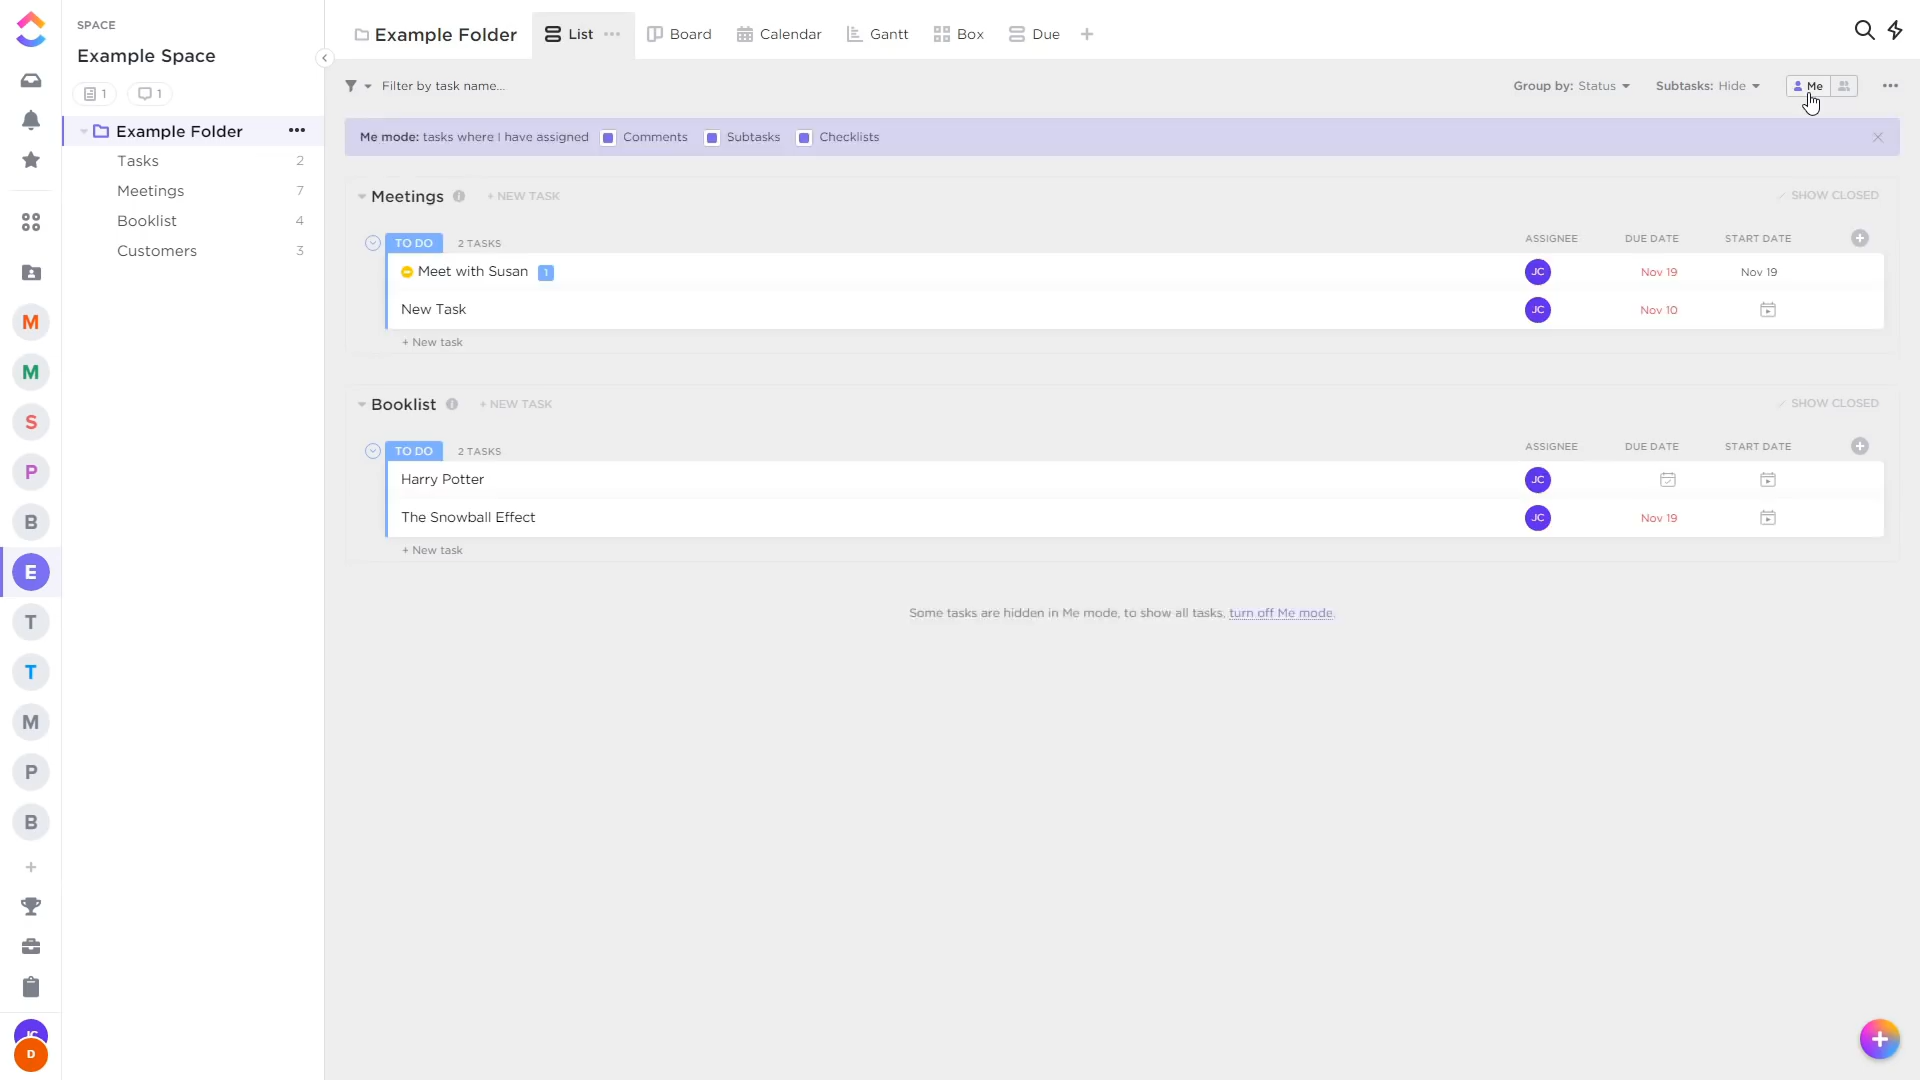 SPACE
Example Space
1 1
Example Folder
Tasks 2
Meetings 7
Booklist 4
Customers 3
M
M
S
P
B
E
T
T
M
P
B
JC
D
Example Folder List Board Calendar Gantt Box Due
Filter by task name... Group by: Status Subtasks: Hide Me
Me mode: tasks where I have assigned Comments Subtasks Checklists
Meetings + NEW TASK SHOW CLOSED
TO DO 2 TASKS ASSIGNEE DUE DATE START DATE
Meet with Susan 1 JC Nov 19 Nov 19
New Task JC Nov 10
+ New task
Booklist + NEW TASK SHOW CLOSED
TO DO 2 TASKS ASSIGNEE DUE DATE START DATE
Harry Potter JC
The Snowball Effect JC Nov 19
+ New task
Some tasks are hidden in Me mode, to show all tasks, turn off Me mode.